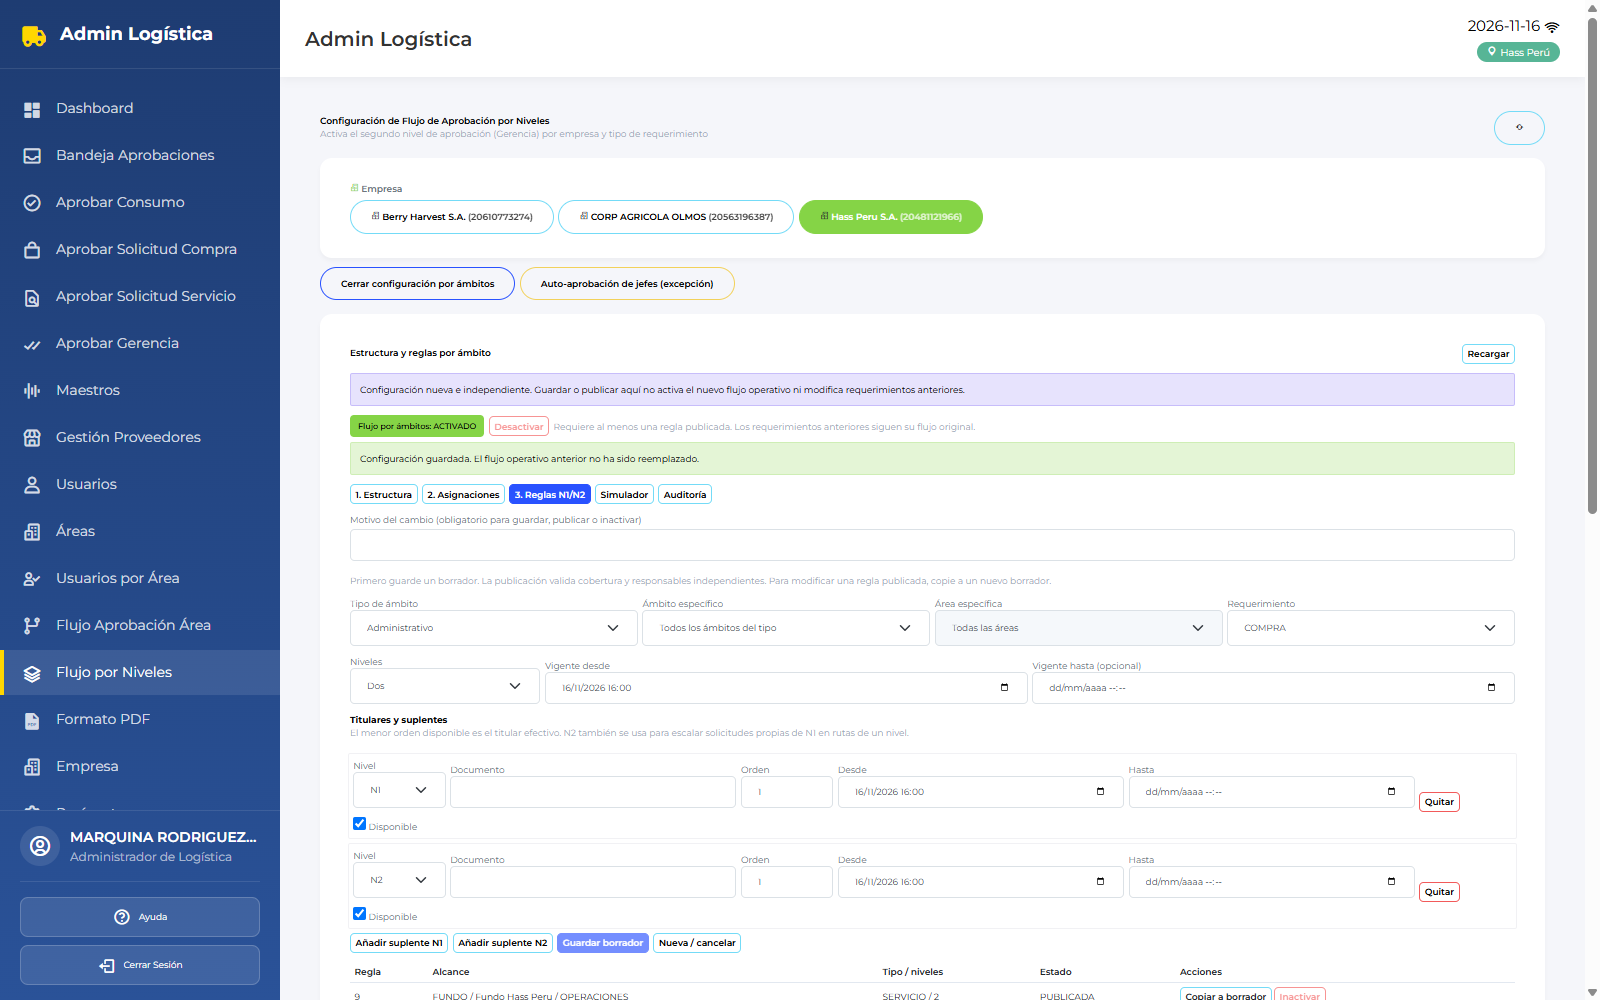 Admin Logística
Dashboard
Bandeja Aprobaciones
Aprobar Consumo
Aprobar Solicitud Compra
Aprobar Solicitud Servicio
Aprobar Gerencia
Maestros
Gestión Proveedores
Usuarios
Áreas
Usuarios por Área
Flujo Aprobación Área
Flujo por Niveles
Formato PDF
Empresa
MARQUINA RODRIGUEZ...
Administrador de Logística
Ayuda
Cerrar Sesión
Admin Logística
2026-11-16
Hass Perú
Configuración de Flujo de Aprobación por Niveles
Activa el segundo nivel de aprobación (Gerencia) por empresa y tipo de requerimiento
Empresa
Berry Harvest S.A. (20610773274)
CORP AGRICOLA OLMOS (20563196387)
Hass Peru S.A. (20481121966)
Cerrar configuración por ámbitos
Auto-aprobación de jefes (excepción)
Estructura y reglas por ámbito
Recargar
Configuración nueva e independiente. Guardar o publicar aquí no activa el nuevo flujo operativo ni modifica requerimientos anteriores.
Flujo por ámbitos: ACTIVADO
Desactivar
Requiere al menos una regla publicada. Los requerimientos anteriores siguen su flujo original.
Configuración guardada. El flujo operativo anterior no ha sido reemplazado.
1. Estructura
2. Asignaciones
3. Reglas N1/N2
Simulador
Auditoría
Motivo del cambio (obligatorio para guardar, publicar o inactivar)
Primero guarde un borrador. La publicación valida cobertura y responsables independientes. Para modificar una regla publicada, copie a un nuevo borrador.
Tipo de ámbito
Ámbito específico
Área específica
Requerimiento
Administrativo
Todos los ámbitos del tipo
Todas las áreas
COMPRA
Niveles
Vigente desde
Vigente hasta (opcional)
Dos
16/11/2026 16:00
dd/mm/aaaa --:--
Titulares y suplentes
El menor orden disponible es el titular efectivo. N2 también se usa para escalar solicitudes propias de N1 en rutas de un nivel.
Nivel
Documento
Orden
Desde
Hasta
N1
1
16/11/2026 16:00
dd/mm/aaaa --:--
Quitar
Disponible
Nivel
Documento
Orden
Desde
Hasta
N2
1
16/11/2026 16:00
dd/mm/aaaa --:--
Quitar
Disponible
Añadir suplente N1
Añadir suplente N2
Guardar borrador
Nueva / cancelar
Regla
Alcance
Tipo / niveles
Estado
Acciones
9
FUNDO / Fundo Hass Peru / OPERACIONES
SERVICIO / 2
PUBLICADA
Copiar a borrador
Inactivar